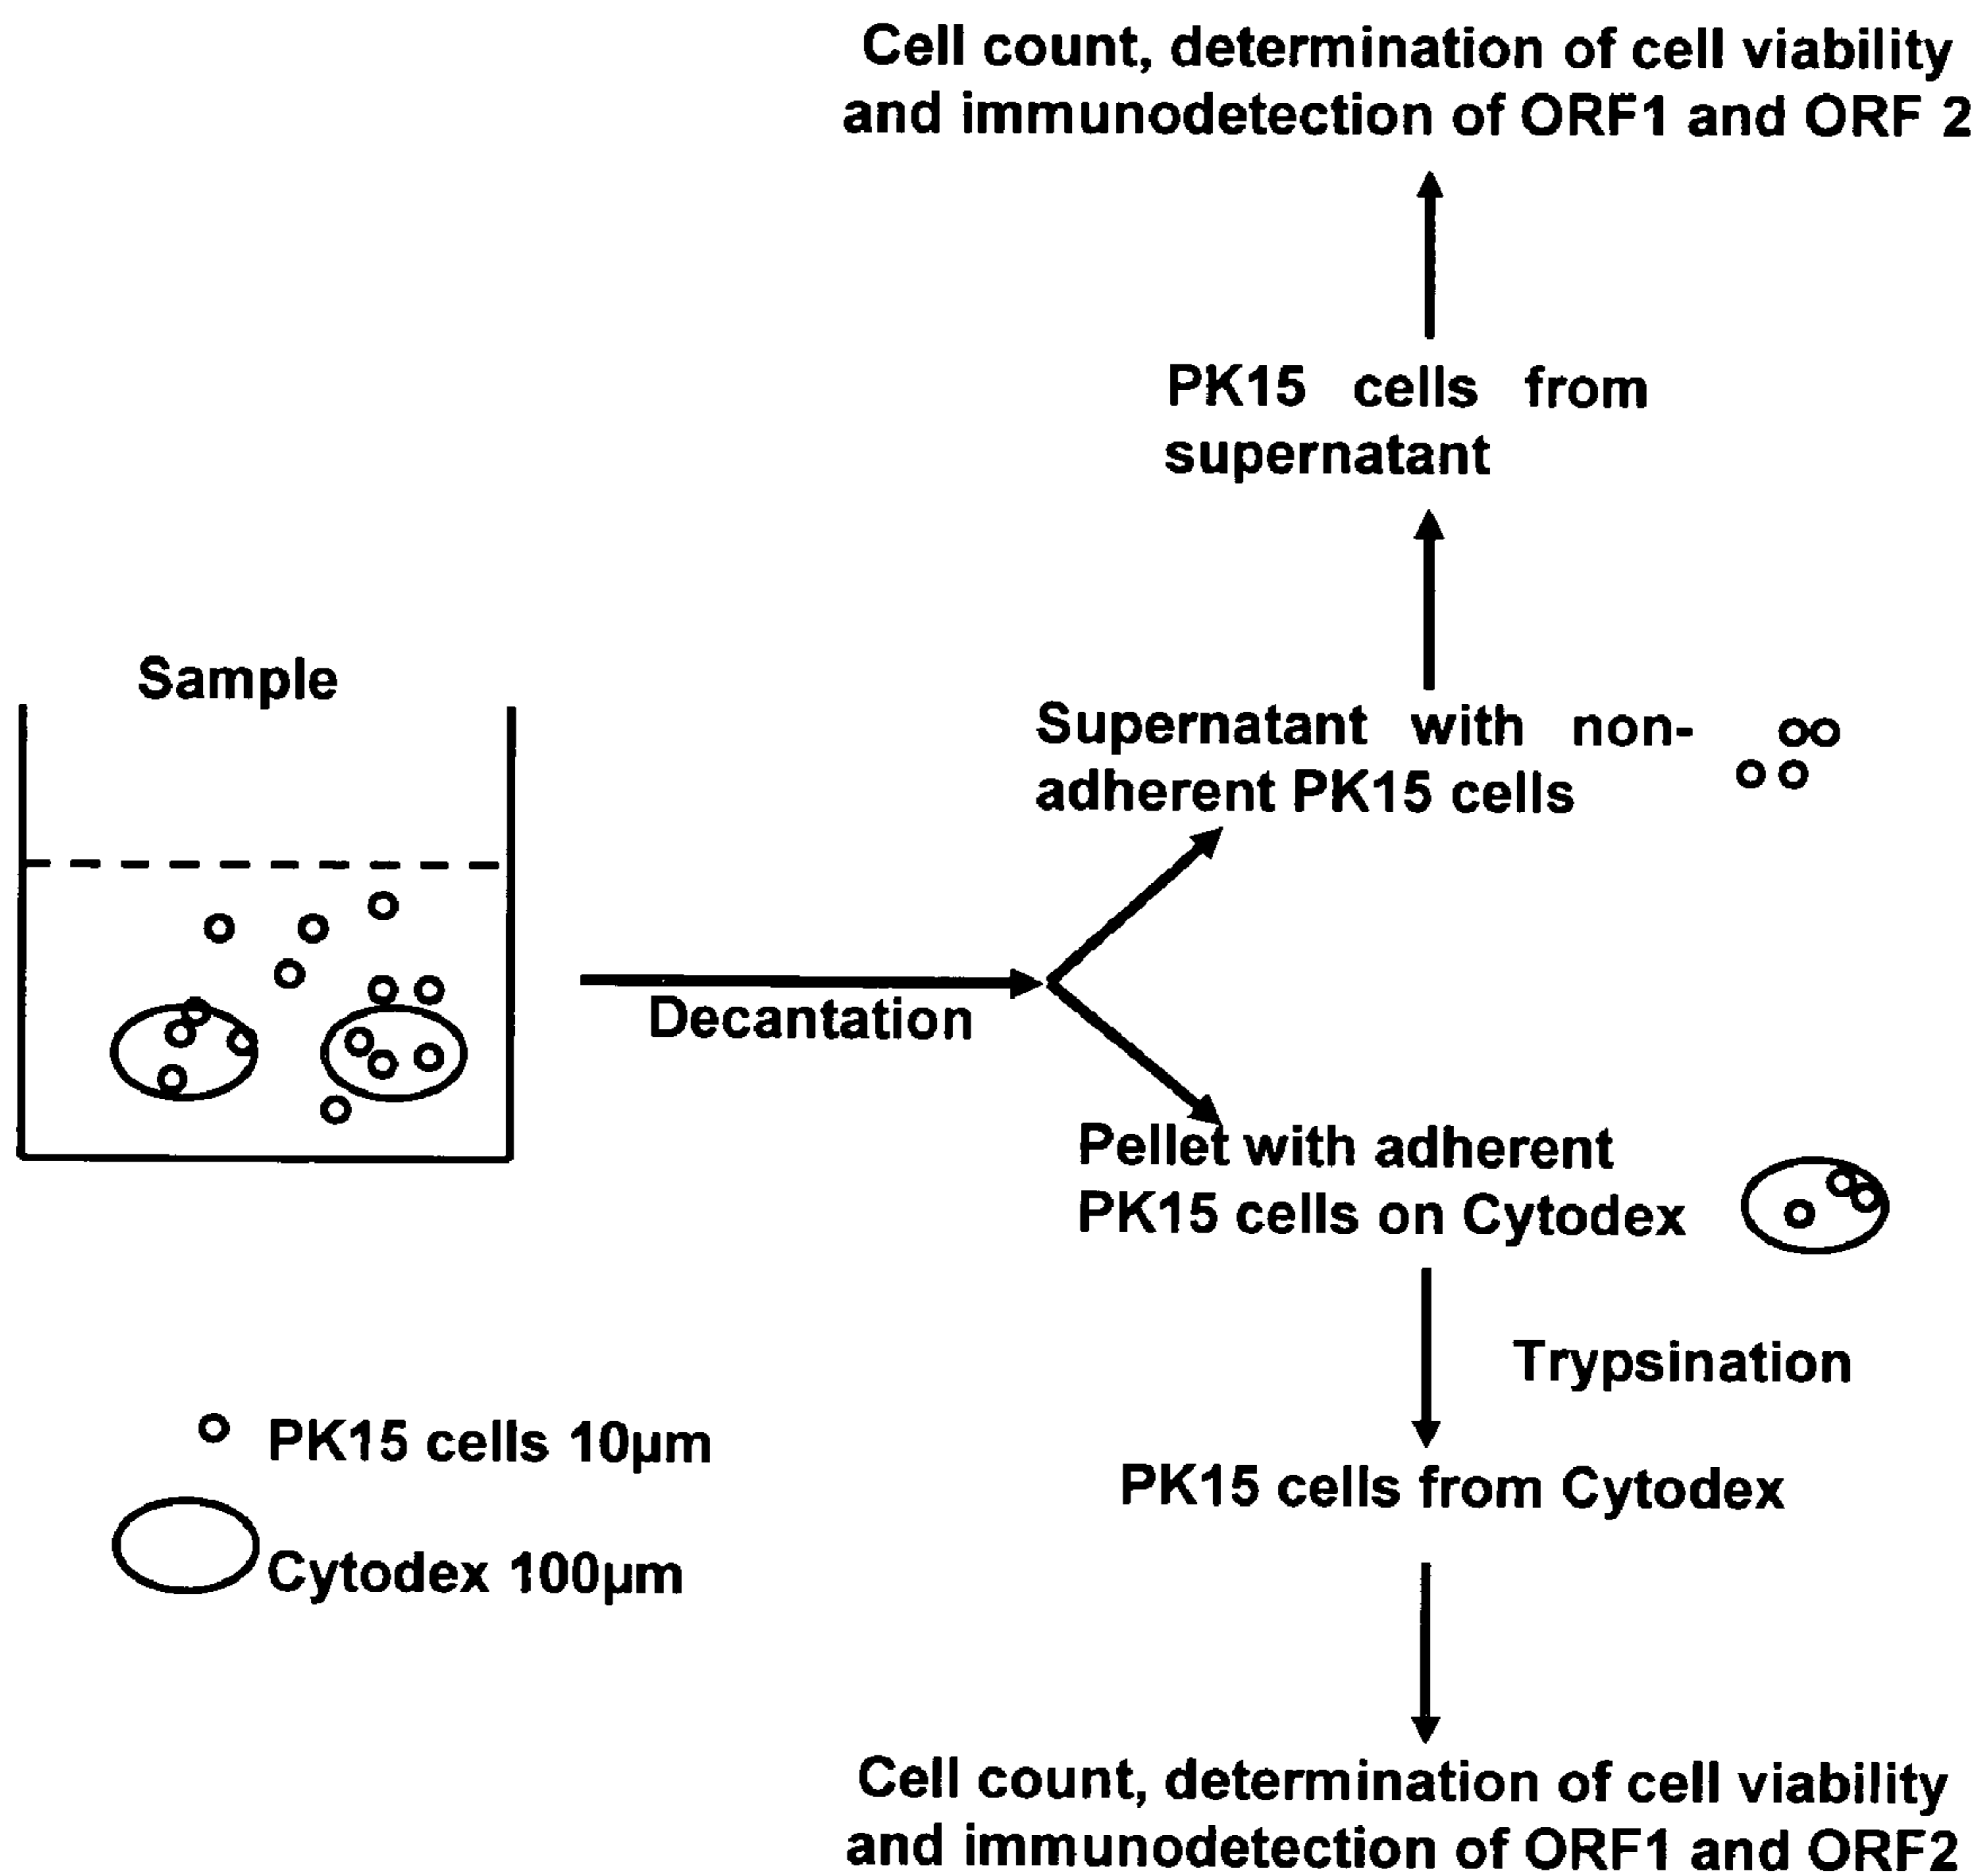 Cell count, determination of cell viability
and immunodetection of ORF1 and ORF 2
PK15 cells from
supernatant
Sample
Supernatant with non-
adherent PK15 cells
Decantation
Pellet with adherent
PK15 cells on Cytodex
Trypsination
PK15 cells 10µm
PK15 cells from Cytodex
Cytodex 100µm
Cell count, determination of cell viability
and immunodetection of ORF1 and ORF2